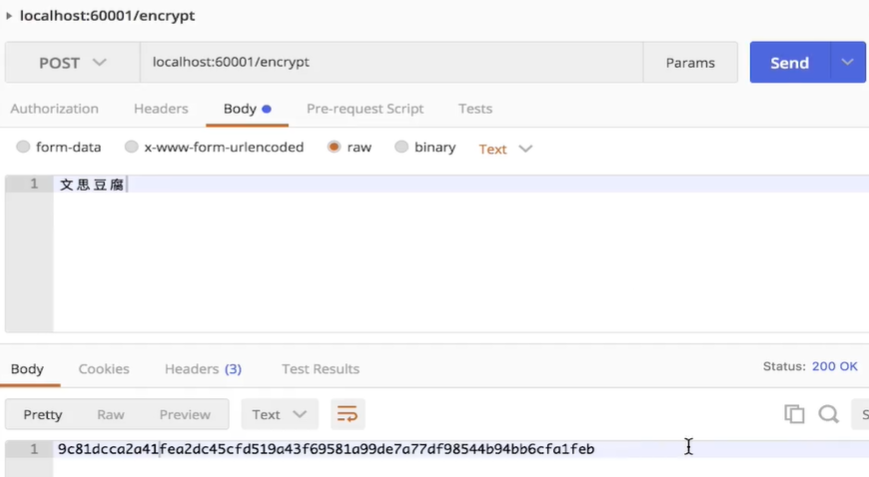 localhost:60001/encrypt
POST localhost:60001/encrypt Params Send
Authorization Headers Body Pre-request Script Tests
form-data x-www-form-urlencoded raw binary Text
1 文思豆腐
Body Cookies Headers (3) Test Results Status: 200 OK
Pretty Raw Preview Text S
1 9c81dcca2a41fea2dc45cfd519a43f69581a99de7a77df98544b94bb6cfa1feb